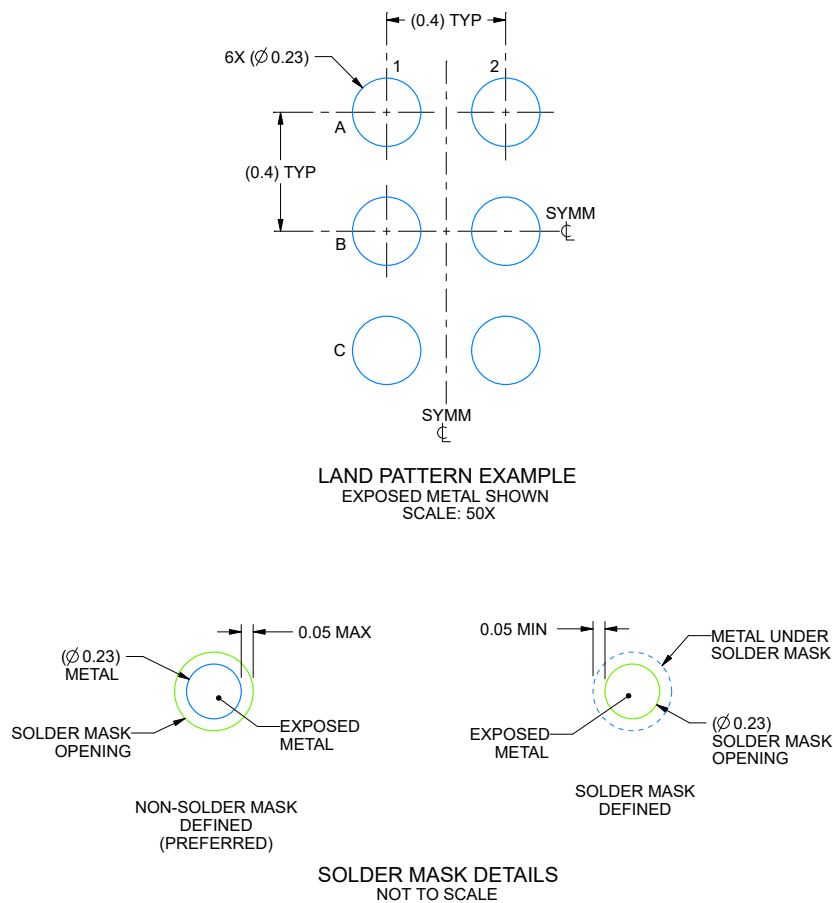 (0.4) TYP
6X (∅ 0.23)
1
2
A
(0.4) TYP
SYMM
℄
B
C
SYMM
℄
LAND PATTERN EXAMPLE
EXPOSED METAL SHOWN
SCALE: 50X
0.05 MAX
(∅ 0.23)
METAL
SOLDER MASK
OPENING
EXPOSED
METAL
NON-SOLDER MASK
DEFINED
(PREFERRED)
0.05 MIN
METAL UNDER
SOLDER MASK
EXPOSED
METAL
(∅ 0.23)
SOLDER MASK
OPENING
SOLDER MASK
DEFINED
SOLDER MASK DETAILS
NOT TO SCALE